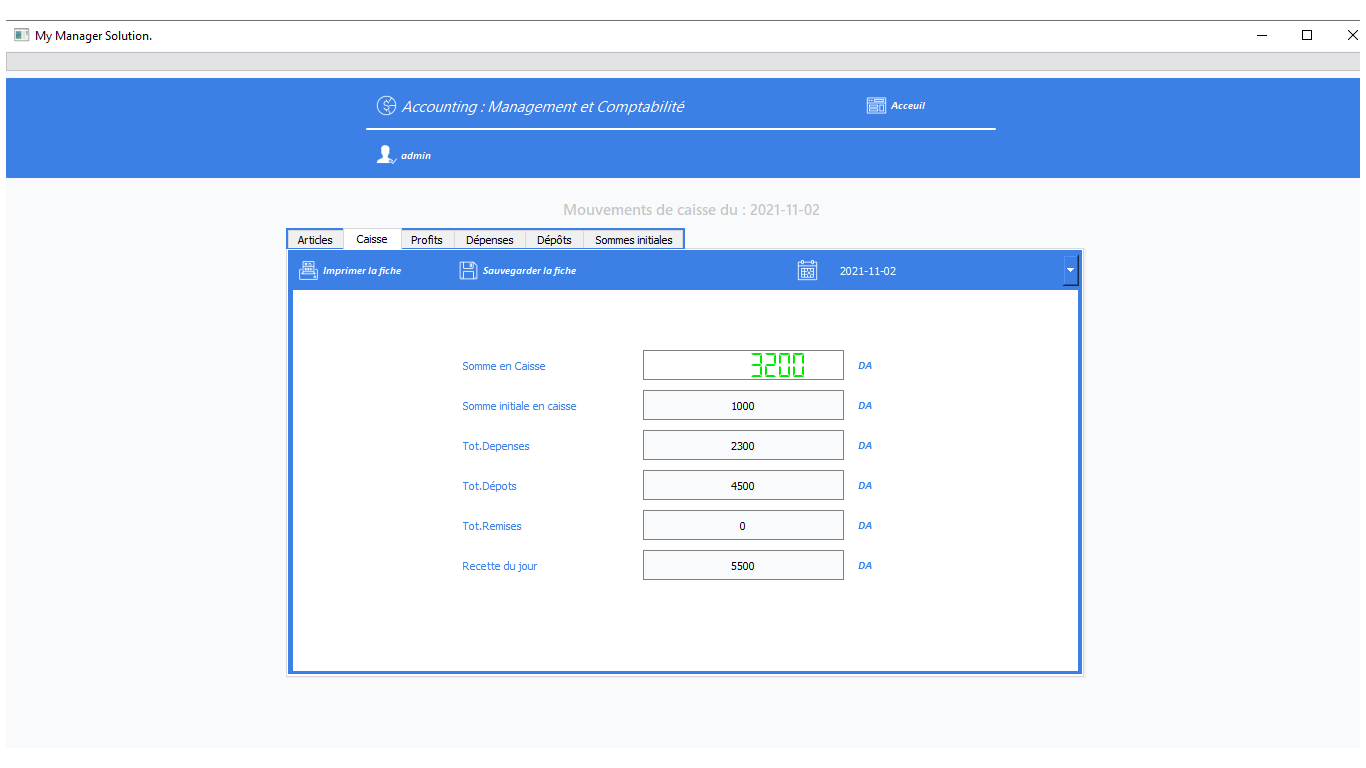 My Manager Solution.
Accounting : Management et Comptabilité
Acceuil
admin
Mouvements de caisse du : 2021-11-02
Articles Caisse Profits Dépenses Dépôts Sommes initiales
Imprimer la fiche Sauvegarder la fiche 2021-11-02
Somme en Caisse 3200 DA
Somme initiale en caisse 1000 DA
Tot.Depenses 2300 DA
Tot.Dépots 4500 DA
Tot.Remises 0 DA
Recette du jour 5500 DA